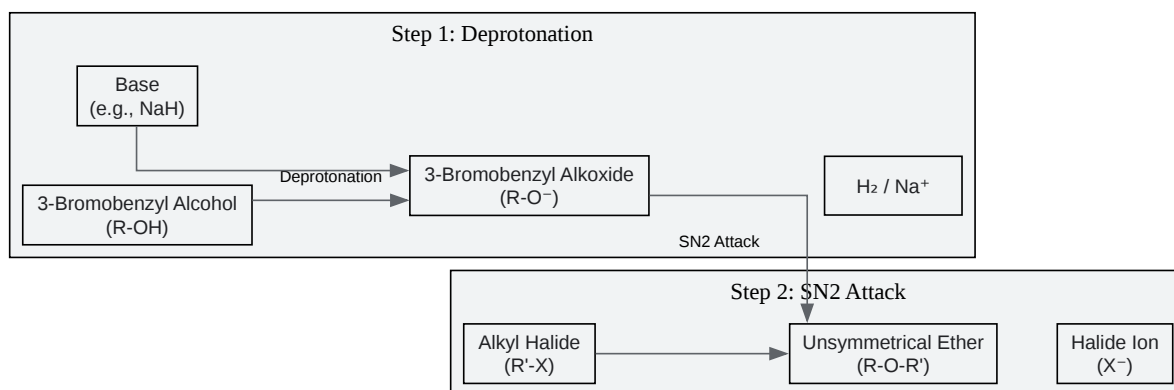 Step 1: Deprotonation
Base
(e.g., NaH)
Deprotonation
3-Bromobenzyl Alcohol
(R-OH)
3-Bromobenzyl Alkoxide
(R-O⁻)
H₂ / Na⁺
SN2 Attack
Step 2: SN2 Attack
Alkyl Halide
(R'-X)
Unsymmetrical Ether
(R-O-R')
Halide Ion
(X⁻)